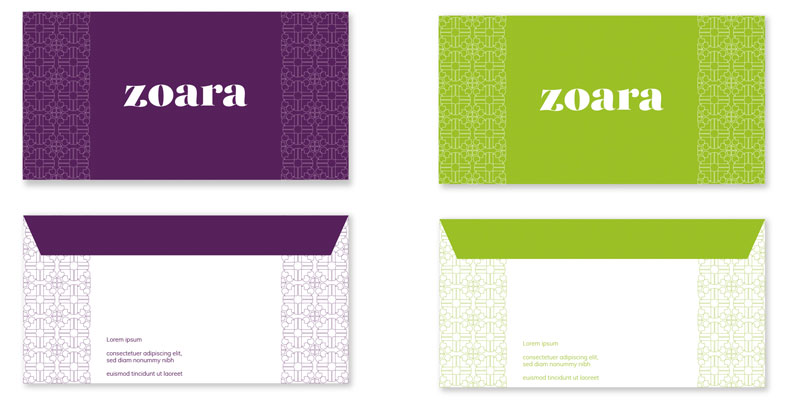 zoara
zoara
Lorem ipsum
consectetuer adipiscing elit,
sed diam nonummy nibh
euismod tincidunt ut laoreet
Lorem ipsum
consectetuer adipiscing elit,
sed diam nonummy nibh
euismod tincidunt ut laoreet